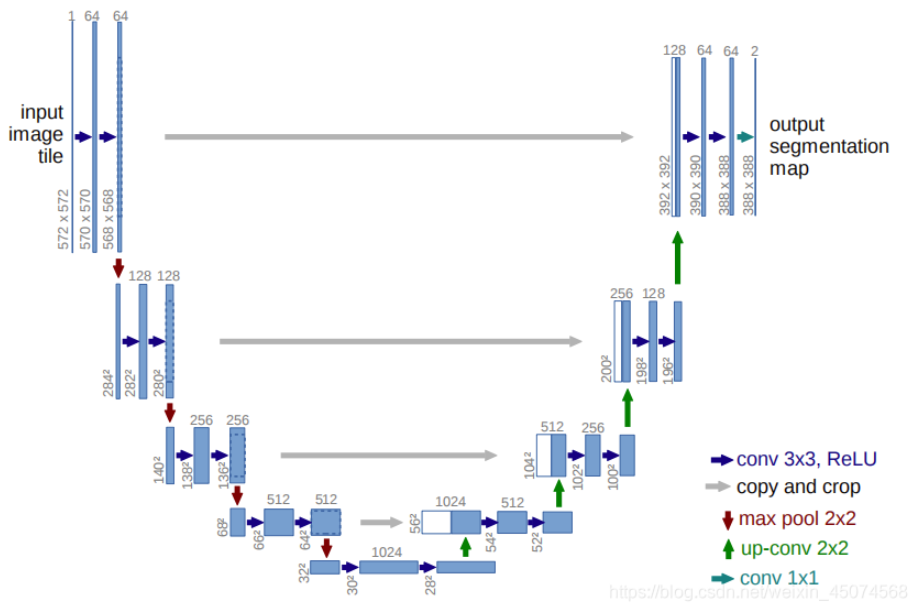 1 64 64
128 64 64 2
input
image
tile
output
segmentation
map
572 x 572
570 x 570
568 x 568
392 x 392
390 x 390
388 x 388
388 x 388
128 128
256 128
284²
282²
280²
200²
198²
196²
256 256
512 256
140²
138²
136²
104²
102²
100²
512 512
1024 512
68²
66²
64²
56²
54²
52²
1024
32²
30²
28²
conv 3x3, ReLU
copy and crop
max pool 2x2
up-conv 2x2
conv 1x1
https://blog.csdn.net/weixin_45074568